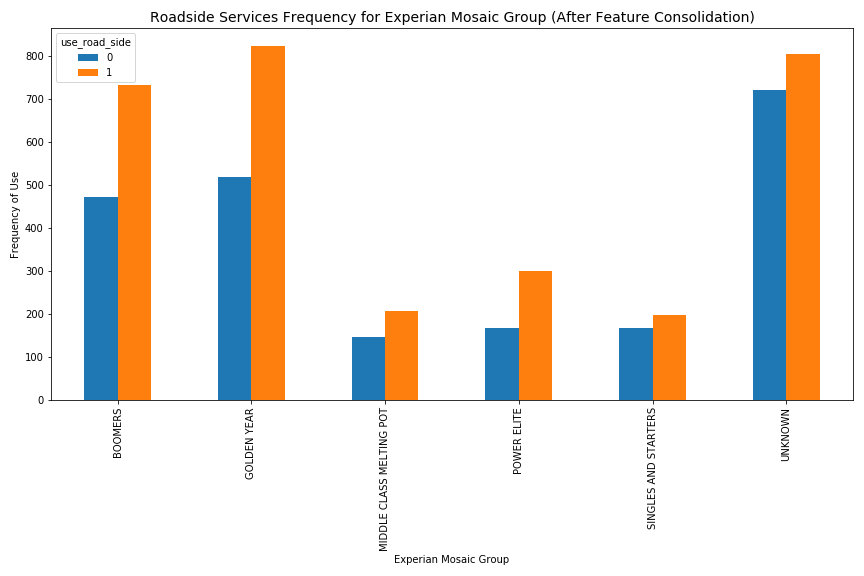 Roadside Services Frequency for Experian Mosaic Group (After Feature Consolidation)
use_road_side
0
1
Frequency of Use
800
700
600
500
400
300
200
100
0
BOOMERS
GOLDEN YEAR
MIDDLE CLASS MELTING POT
POWER ELITE
SINGLES AND STARTERS
UNKNOWN
Experian Mosaic Group